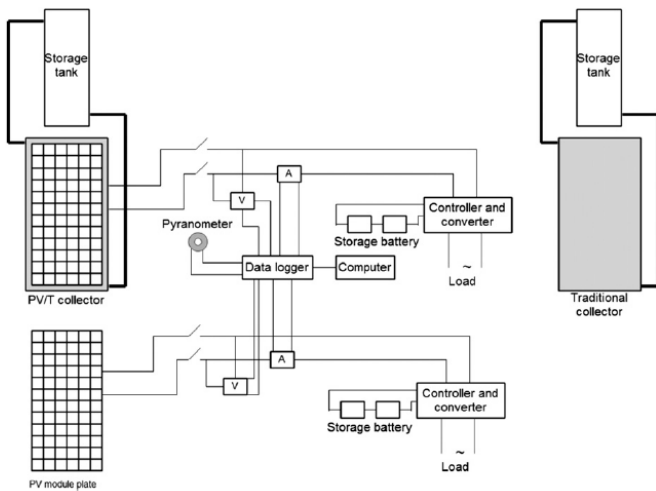 Storage
tank
Storage
tank
A
V
Pyranometer
Controller and
converter
Storage battery
Data logger
Computer
~
Load
PV/T collector
Traditional
collector
A
V
Controller and
converter
Storage battery
~
Load
PV module plate